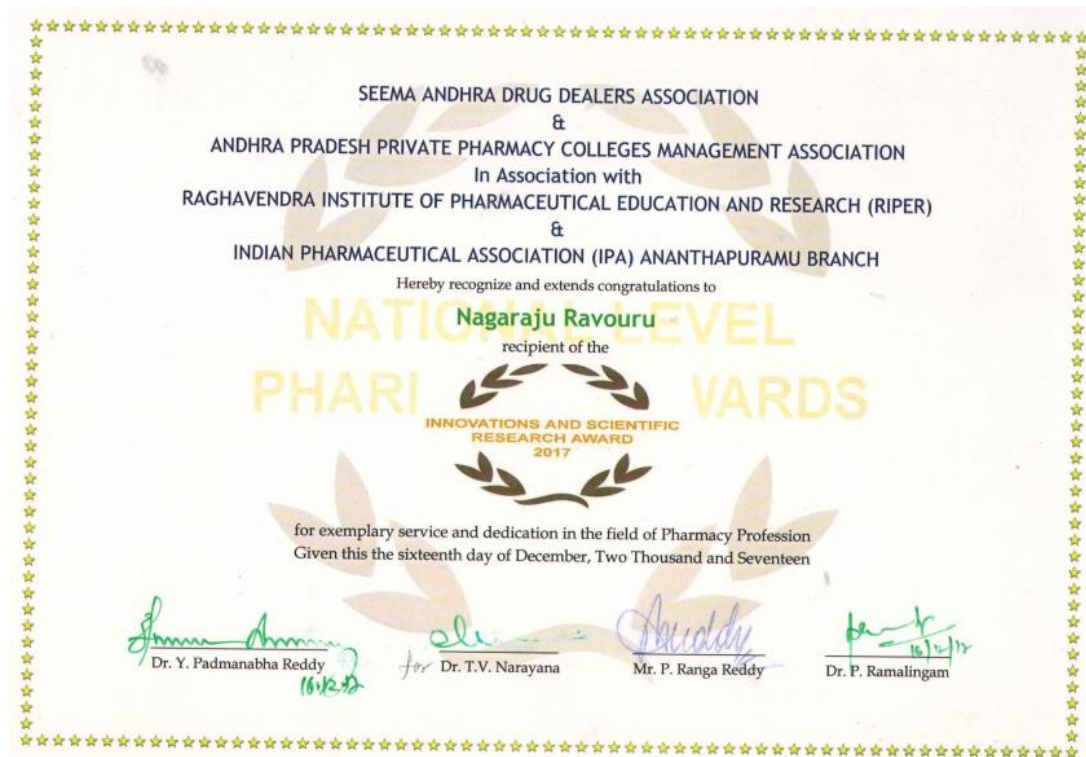 SEEMA ANDHRA DRUG DEALERS ASSOCIATION
&
ANDHRA PRADESH PRIVATE PHARMACY COLLEGES MANAGEMENT ASSOCIATION
In Association with
RAGHAVENDRA INSTITUTE OF PHARMACEUTICAL EDUCATION AND RESEARCH (RIPER)
&
INDIAN PHARMACEUTICAL ASSOCIATION (IPA) ANANTHAPURAMU BRANCH
Hereby recognize and extends congratulations to
NATIONAL LEVEL
Nagaraju Ravouru
recipient of the
PHARI VARDS
INNOVATIONS AND SCIENTIFIC
RESEARCH AWARD
2017
for exemplary service and dedication in the field of Pharmacy Profession
Given this the sixteenth day of December, Two Thousand and Seventeen
Dr. Y. Padmanabha Reddy
for Dr. T.V. Narayana
Mr. P. Ranga Reddy
Dr. P. Ramalingam